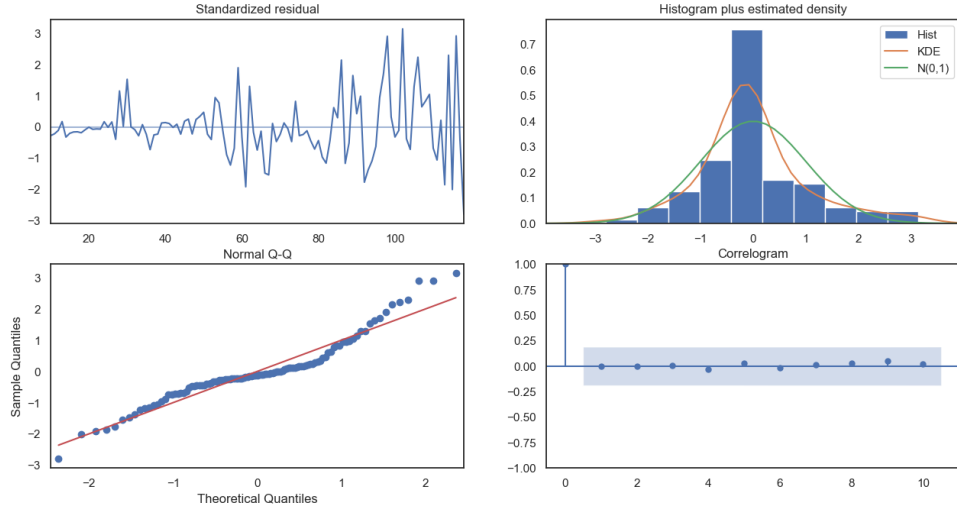 Standardized residual
3
2
1
0
−1
−2
−3
20 40 60 80 100
Histogram plus estimated density
Hist
KDE
N(0,1)
0.7
0.6
0.5
0.4
0.3
0.2
0.1
0.0
−3 −2 −1 0 1 2 3
Normal Q-Q
Sample Quantiles
3
2
1
0
−1
−2
−3
−2 −1 0 1 2
Theoretical Quantiles
Correlogram
1.00
0.75
0.50
0.25
0.00
−0.25
−0.50
−0.75
−1.00
0 2 4 6 8 10